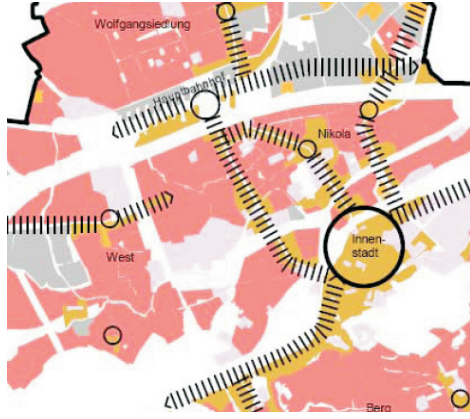 Wolfgangsiedlung
Hauptbahnhof
Nikola
Innen-
stadt
West
Berg